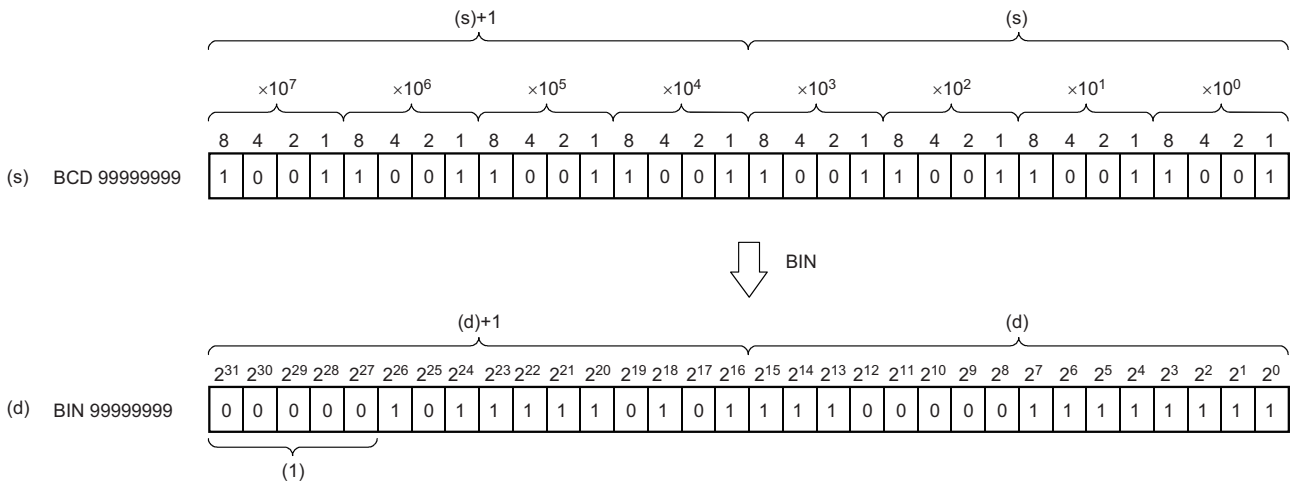 (s)+1 (s)
×10⁷ ×10⁶ ×10⁵ ×10⁴ ×10³ ×10² ×10¹ ×10⁰
8 4 2 1 8 4 2 1 8 4 2 1 8 4 2 1 8 4 2 1 8 4 2 1 8 4 2 1 8 4 2 1
(s) BCD 99999999 1 0 0 1 1 0 0 1 1 0 0 1 1 0 0 1 1 0 0 1 1 0 0 1 1 0 0 1 1 0 0 1
BIN
(d)+1 (d)
2³¹ 2³⁰ 2²⁹ 2²⁸ 2²⁷ 2²⁶ 2²⁵ 2²⁴ 2²³ 2²² 2²¹ 2²⁰ 2¹⁹ 2¹⁸ 2¹⁷ 2¹⁶ 2¹⁵ 2¹⁴ 2¹³ 2¹² 2¹¹ 2¹⁰ 2⁹ 2⁸ 2⁷ 2⁶ 2⁵ 2⁴ 2³ 2² 2¹ 2⁰
(d) BIN 99999999 0 0 0 0 0 1 0 1 1 1 1 1 0 1 0 1 1 1 1 0 0 0 0 0 1 1 1 1 1 1 1 1
(1)